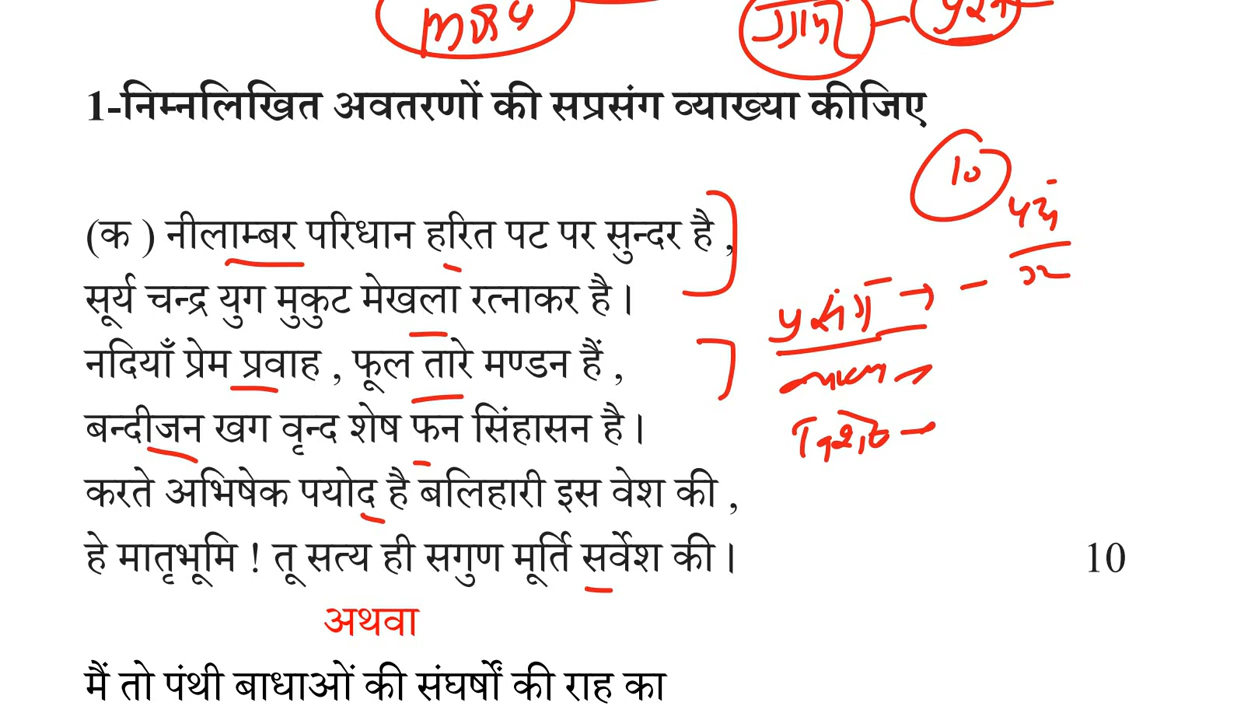 1-निम्नलिखित अवतरणों की सप्रसंग व्याख्या कीजिए
10
(क ) नीलाम्बर परिधान हरित पट पर सुन्दर है ,
सूर्य चन्द्र युग मुकुट मेखला रत्नाकर है ।
प्रसंग
नदियाँ प्रेम प्रवाह , फूल तारे मण्डन हैं ,
बन्दीजन खग वृन्द शेष फन सिंहासन है ।
करते अभिषेक पयोद है बलिहारी इस वेश की ,
हे मातृभूमि ! तू सत्य ही सगुण मूर्ति सर्वेश की । 10
अथवा
मैं तो पंथी बाधाओं की संघर्षों की राह का